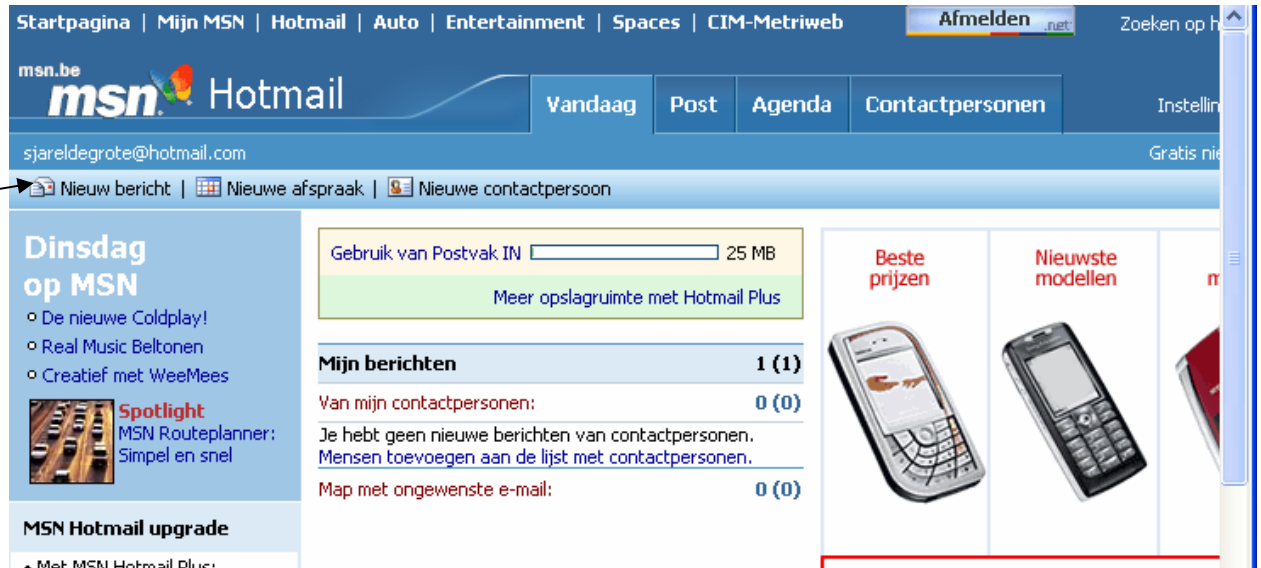 Startpagina | Mijn MSN | Hotmail | Auto | Entertainment | Spaces | CIM-Metriweb
Afmelden .net
Zoeken op h
msn.be
msn Hotmail
Vandaag
Post
Agenda
Contactpersonen
Instellin
sjareldegrote@hotmail.com
Gratis nie
Nieuw bericht | Nieuwe afspraak | Nieuwe contactpersoon
Dinsdag
op MSN
De nieuwe Coldplay!
Real Music Beltonen
Creatief met WeeMees
Spotlight
MSN Routeplanner:
Simpel en snel
MSN Hotmail upgrade
• Met MSN Hotmail Plus:
Gebruik van Postvak IN 25 MB
Meer opslagruimte met Hotmail Plus
Mijn berichten 1 (1)
Van mijn contactpersonen: 0 (0)
Je hebt geen nieuwe berichten van contactpersonen.
Mensen toevoegen aan de lijst met contactpersonen.
Map met ongewenste e-mail: 0 (0)
Beste
prijzen
Nieuwste
modellen